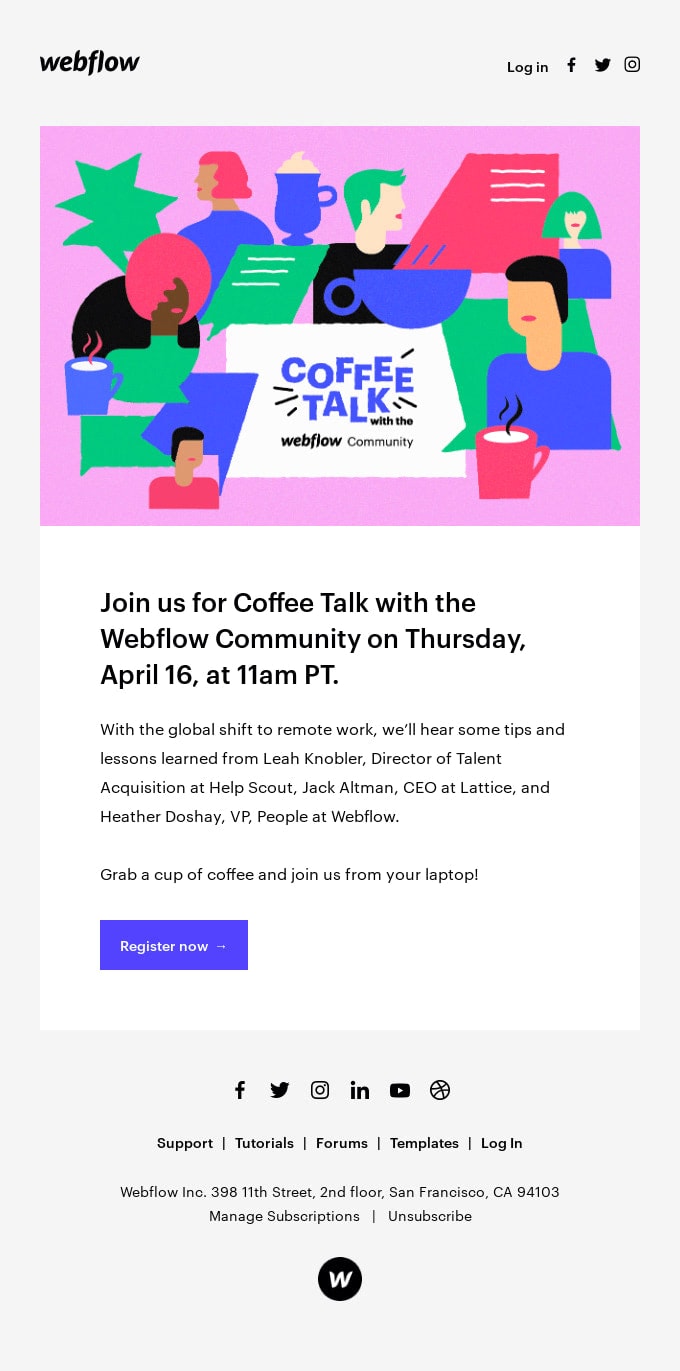 webflow
Log in
COFFEE
TALK
with the
webflow Community
Join us for Coffee Talk with the
Webflow Community on Thursday,
April 16, at 11am PT.
With the global shift to remote work, we’ll hear some tips and
lessons learned from Leah Knobler, Director of Talent
Acquisition at Help Scout, Jack Altman, CEO at Lattice, and
Heather Doshay, VP, People at Webflow.
Grab a cup of coffee and join us from your laptop!
Register now →
Support | Tutorials | Forums | Templates | Log In
Webflow Inc. 398 11th Street, 2nd floor, San Francisco, CA 94103
Manage Subscriptions | Unsubscribe
w